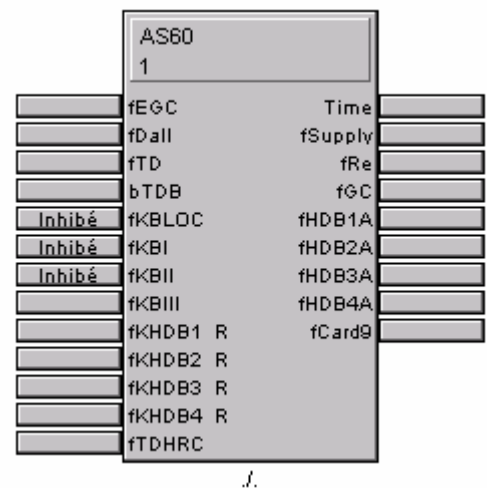 AS60
1
fEGC Time
fDall fSupply
fTD fRe
bTDB fGC
Inhibé fKBLOC fHDB1A
Inhibé fKBI fHDB2A
Inhibé fKBII fHDB3A
fKBIII fHDB4A
fKHDB1 R fCard9
fKHDB2 R
fKHDB3 R
fKHDB4 R
fTDHRC
./.